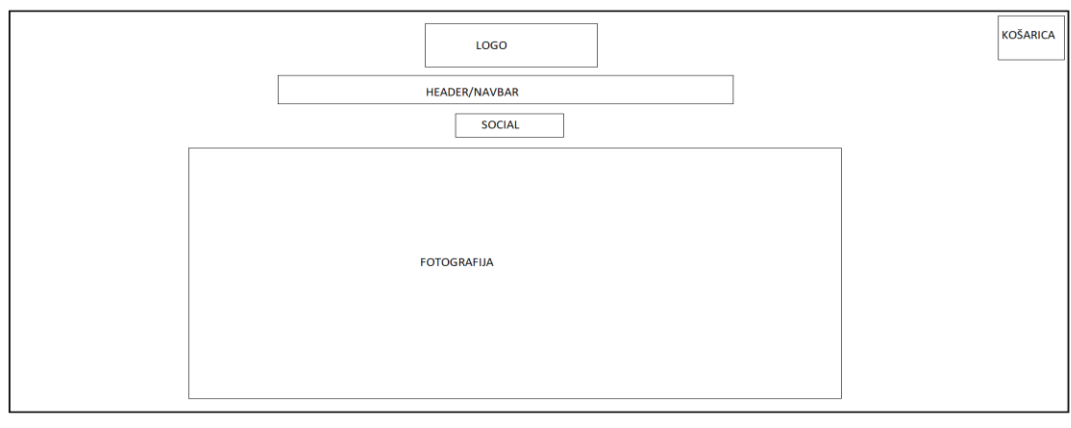 LOGO
KOŠARICA
HEADER/NAVBAR
SOCIAL
FOTOGRAFIJA